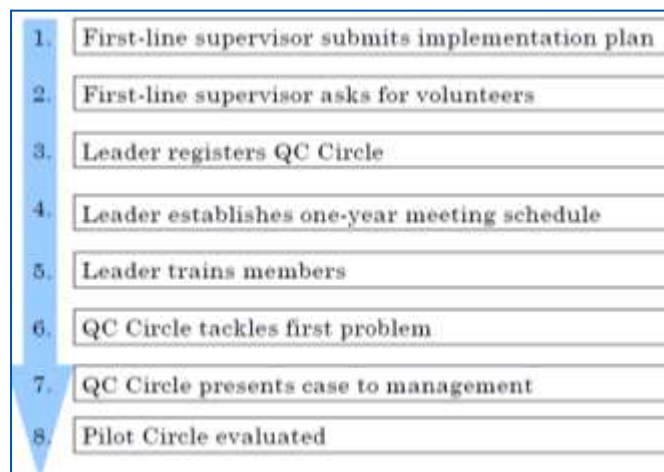 1. First-line supervisor submits implementation plan
2. First-line supervisor asks for volunteers
3. Leader registers QC Circle
4. Leader establishes one-year meeting schedule
5. Leader trains members
6. QC Circle tackles first problem
7. QC Circle presents case to management
8. Pilot Circle evaluated